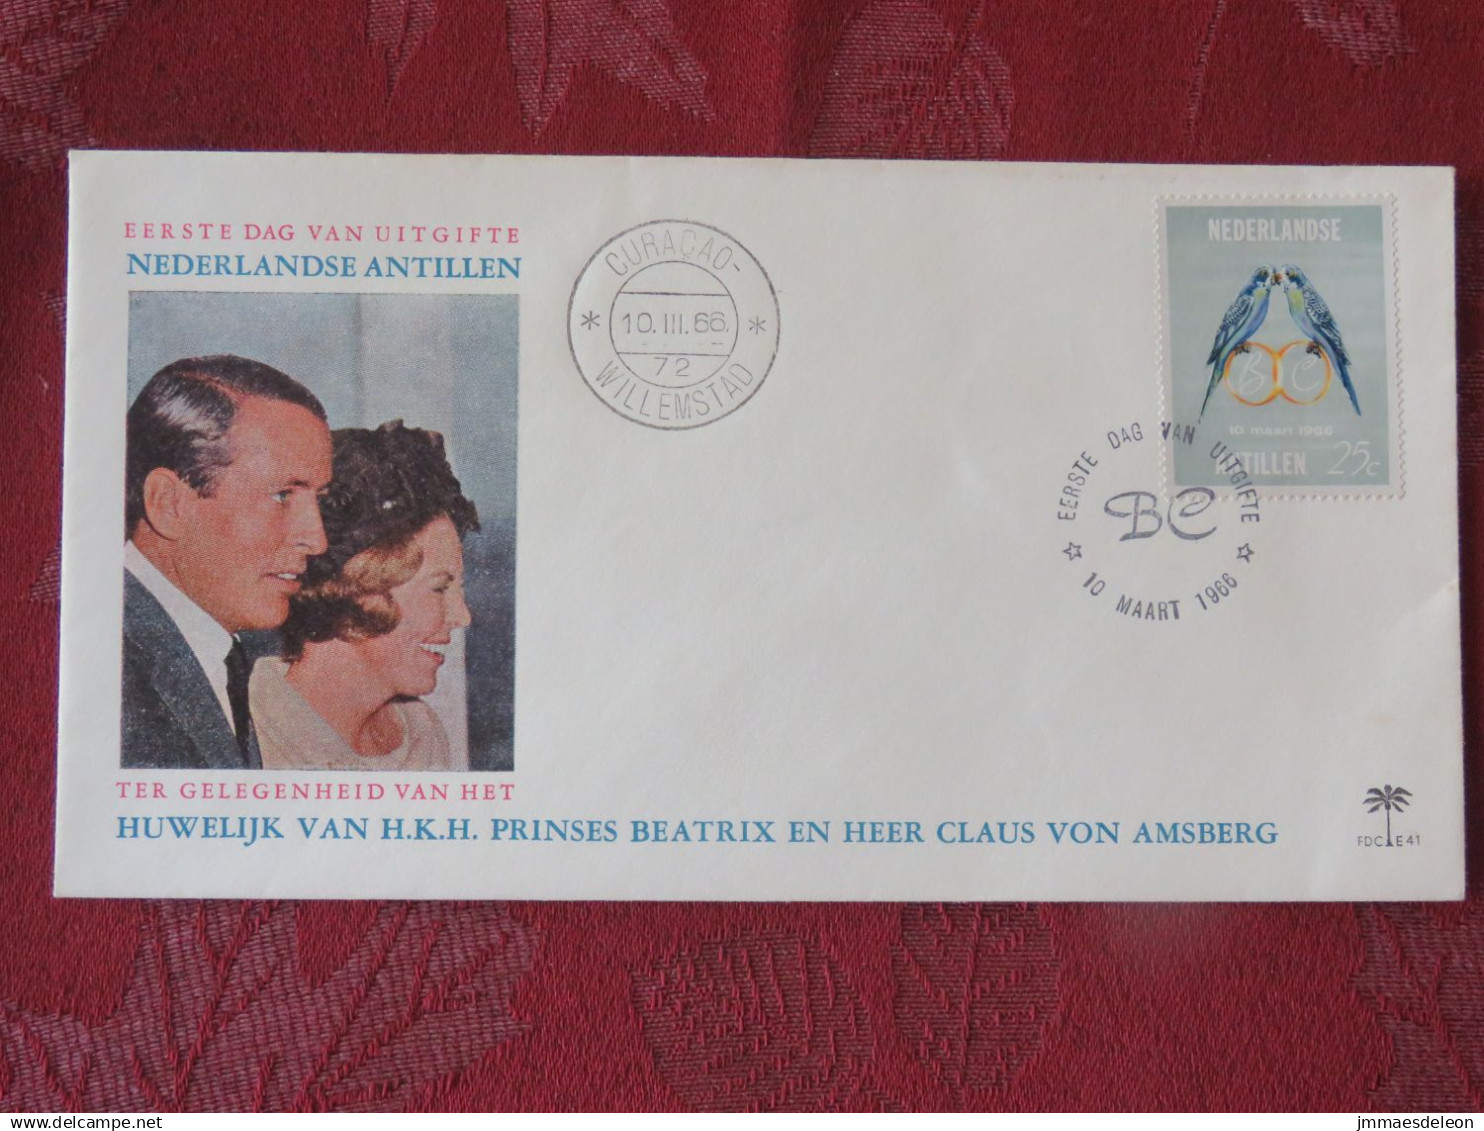 EERSTE DAG VAN UITGIFTE
NEDERLANDSE ANTILLEN
CURAÇAO-
* 10.III.66. *
72
WILLEMSTAD
NEDERLANDSE
B C
10 maart 1966
ANTILLEN 25c
EERSTE DAG VAN UITGIFTE
BC
10 MAART 1966
TER GELEGENHEID VAN HET
HUWELIJK VAN H.K.H. PRINSES BEATRIX EN HEER CLAUS VON AMSBERG
FDC E41
delcampe.net
jmmaesdeleon